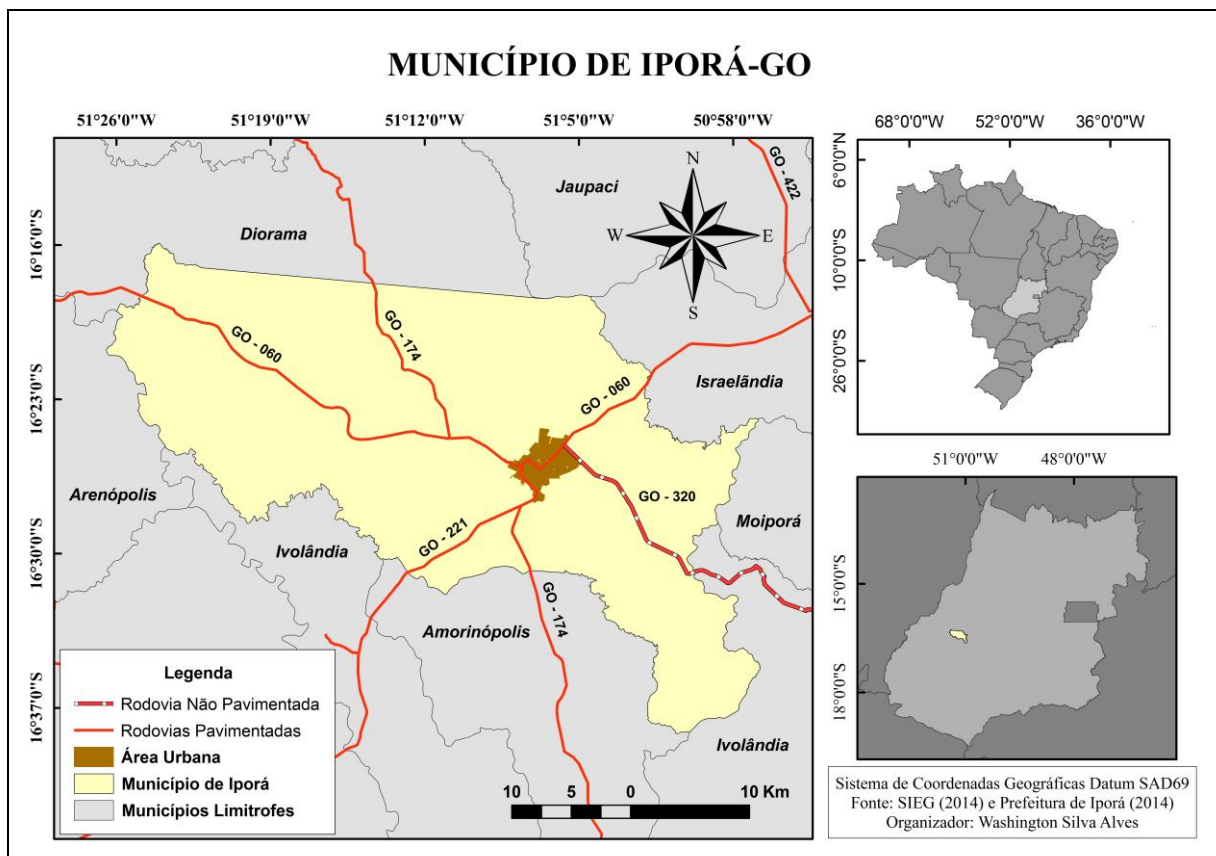 MUNICÍPIO DE IPORÁ-GO
51°26'0"W 51°19'0"W 51°12'0"W 51°5'0"W 50°58'0"W
16°16'0"S
16°23'0"S
16°30'0"S
16°37'0"S
GO - 422
Jaupaci
N
W E
S
Diorama
GO - 060
GO - 174
GO - 060
Israelãndia
Arenópolis
GO - 320
Moiporá
GO - 221
Ivolândia
GO - 174
Amorinópolis
Ivolândia
Legenda
Rodovia Não Pavimentada
Rodovias Pavimentadas
Área Urbana
Município de Iporá
Municípios Limitrofes
10 5 0 10 Km
68°0'0"W 52°0'0"W 36°0'0"W
6°0'0"N
10°0'0"S
26°0'0"S
51°0'0"W 48°0'0"W
15°0'0"S
18°0'0"S
Sistema de Coordenadas Geográficas Datum SAD69
Fonte: SIEG (2014) e Prefeitura de Iporá (2014)
Organizador: Washington Silva Alves